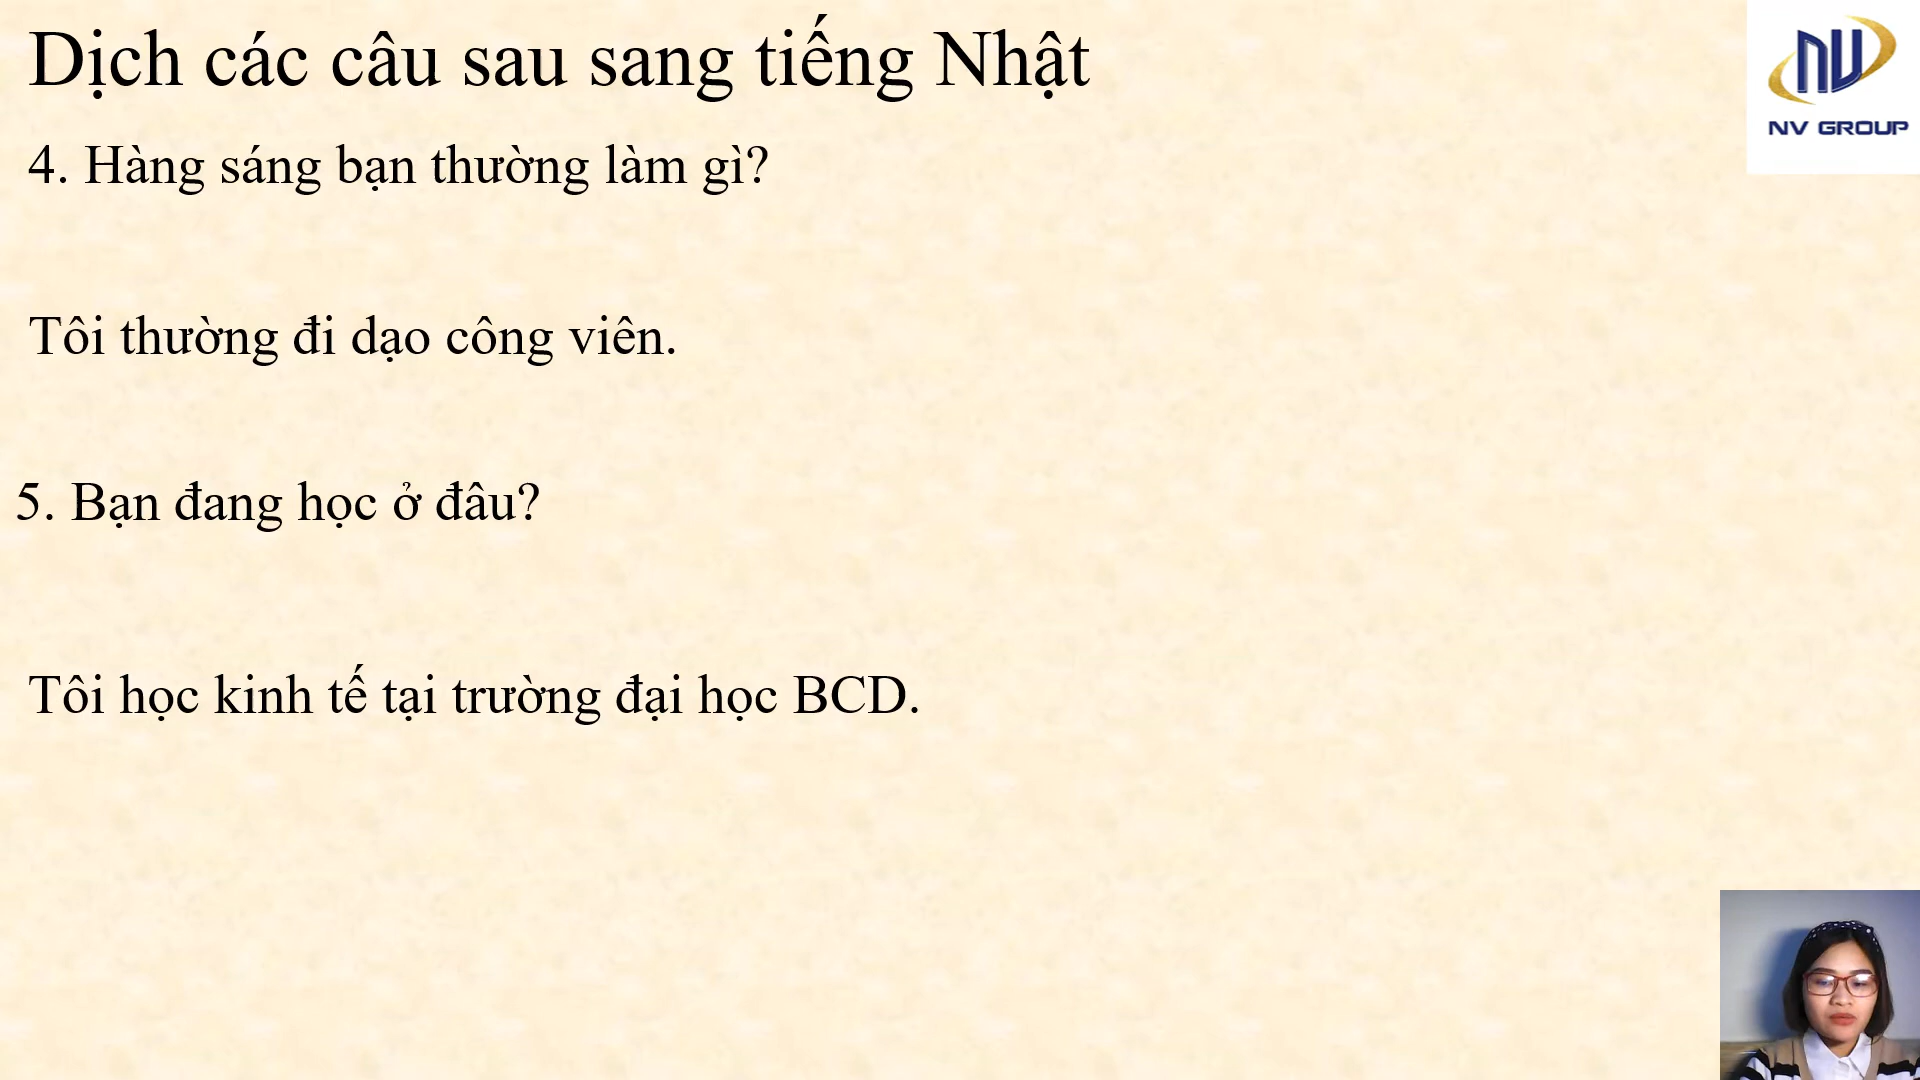 Dịch các câu sau sang tiếng Nhật
NV GROUP
4. Hàng sáng bạn thường làm gì?
Tôi thường đi dạo công viên.
5. Bạn đang học ở đâu?
Tôi học kinh tế tại trường đại học BCD.